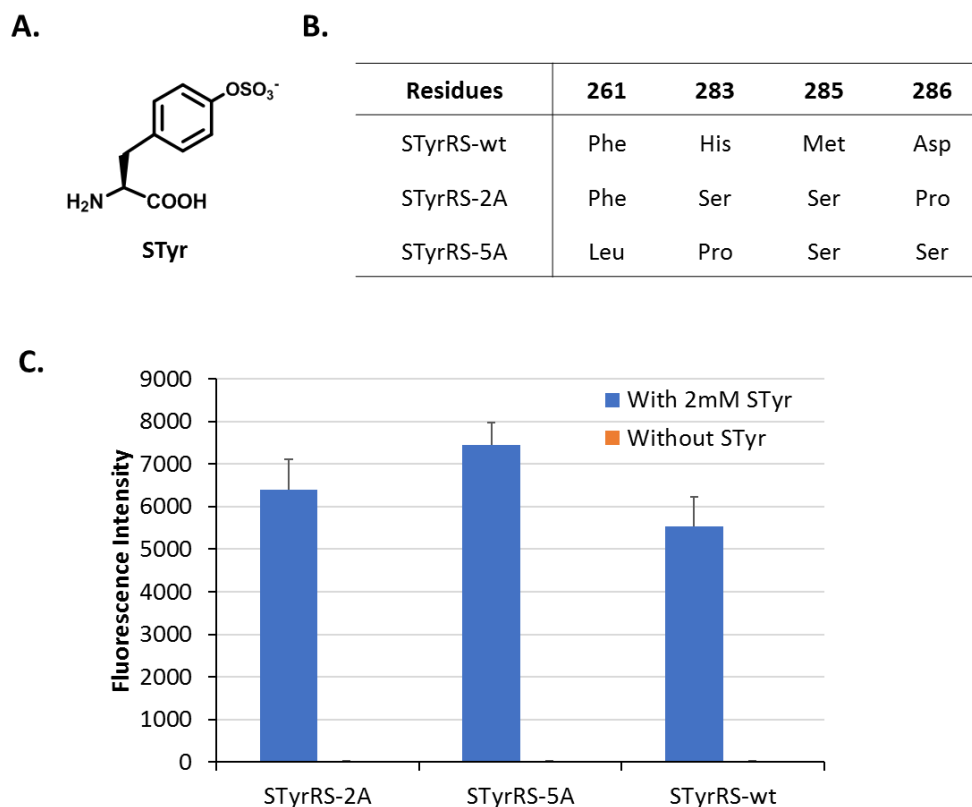 A.
OSO₃⁻
H₂N
COOH
STyr
B.
Residues 261 283 285 286
STyrRS-wt Phe His Met Asp
STyrRS-2A Phe Ser Ser Pro
STyrRS-5A Leu Pro Ser Ser
C.
Fluorescence Intensity
9000
8000
7000
6000
5000
4000
3000
2000
1000
0
With 2mM STyr
Without STyr
STyrRS-2A STyrRS-5A STyrRS-wt